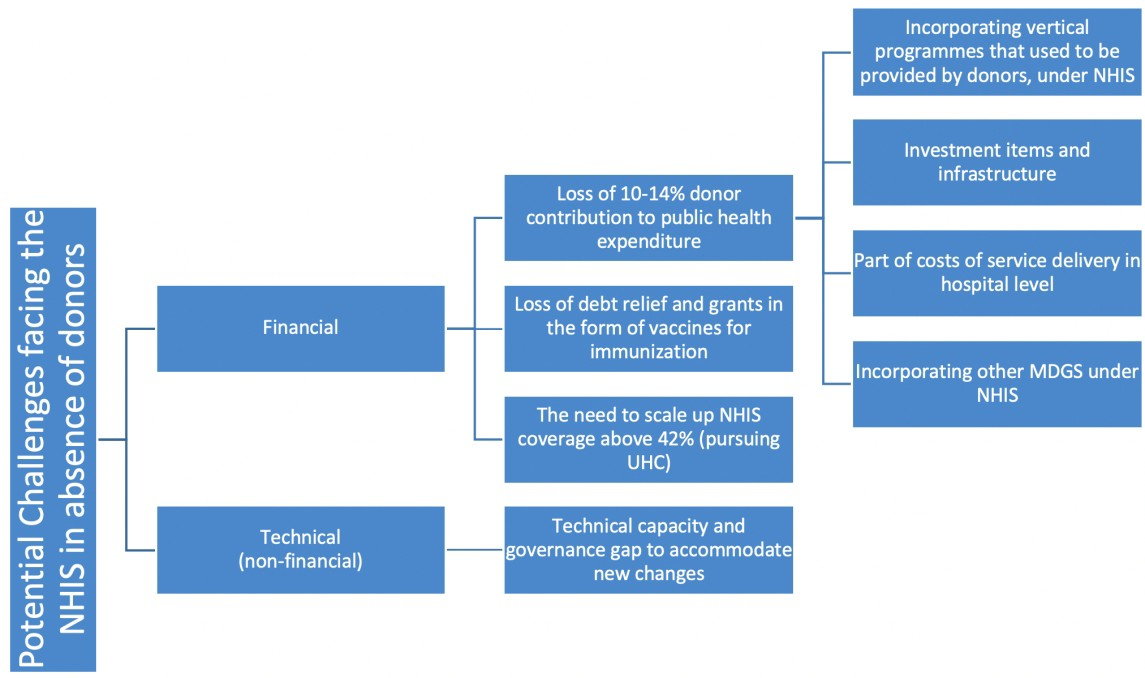 Potential Challenges facing the
NHIS in absence of donors
Financial
Technical
(non-financial)
Loss of 10-14% donor
contribution to public health
expenditure
Loss of debt relief and grants in
the form of vaccines for
immunization
The need to scale up NHIS
coverage above 42% (pursuing
UHC)
Technical capacity and
governance gap to accommodate
new changes
Incorporating vertical
programmes that used to be
provided by donors, under NHIS
Investment items and
infrastructure
Part of costs of service delivery in
hospital level
Incorporating other MDGS under
NHIS